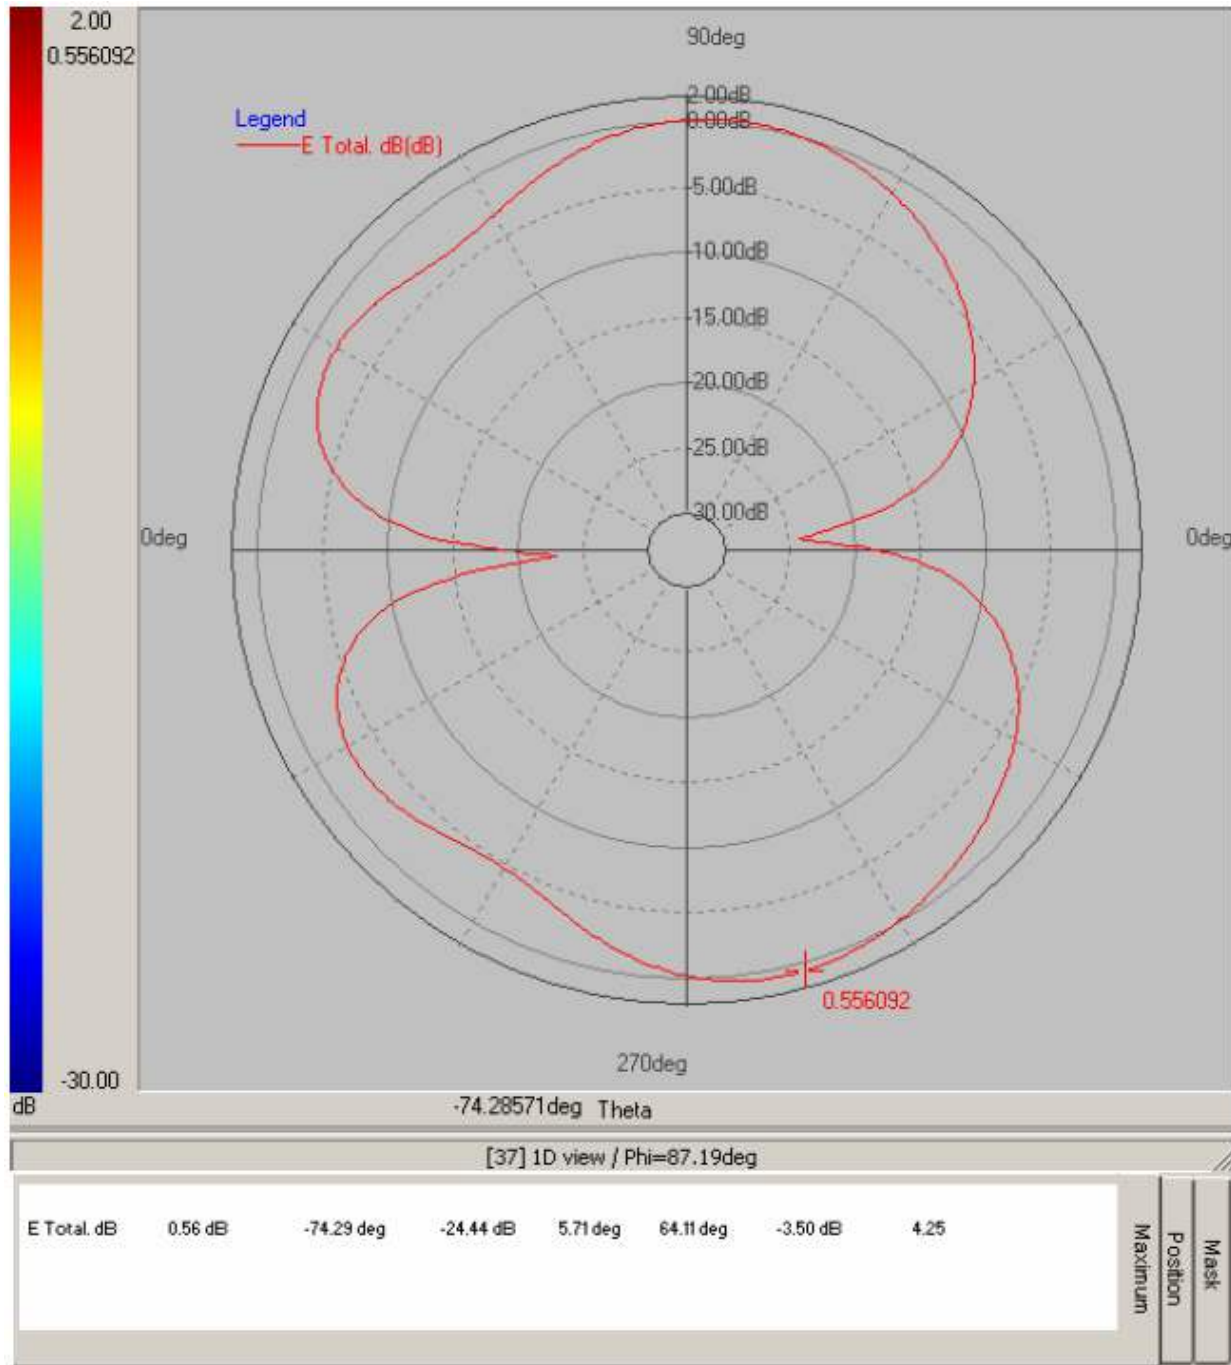 2.00
0.556092
90deg
Legend
E Total. dB(dB)
2.00dB
0.00dB
-5.00dB
-10.00dB
-15.00dB
-20.00dB
-25.00dB
-30.00dB
0deg
0deg
0.556092
270deg
-30.00
dB
-74.28571deg Theta
[37] 1D view / Phi=87.19deg
E Total. dB 0.56 dB -74.29 deg -24.44 dB 5.71 deg 64.11 deg -3.50 dB 4.25
Maximum
Position
Mask